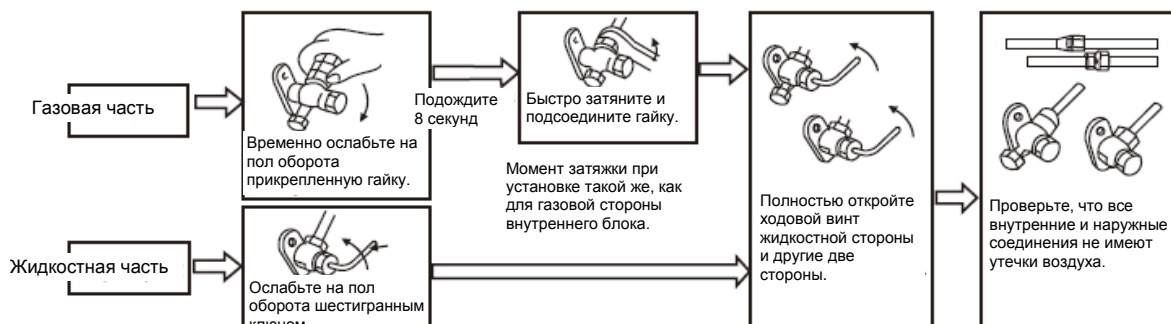 Газовая часть
Временно ослабьте на
пол оборота
прикрепленную гайку.
Подождите
8 секунд
Быстро затяните и
подсоедините гайку.
Момент затяжки при
установке такой же, как
для газовой стороны
внутреннего блока.
Жидкостная часть
Ослабьте на пол
оборота шестигранным
ключом
Полностью откройте
ходовой винт
жидкостной стороны
и другие две
стороны.
Проверьте, что все
внутренние и наружные
соединения не имеют
утечки воздуха.